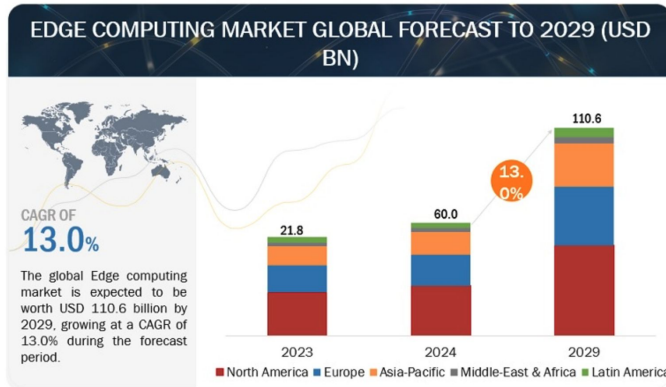 EDGE COMPUTING MARKET GLOBAL FORECAST TO 2029 (USD
BN)
CAGR OF
13.0%
The global Edge computing
market is expected to be
worth USD 110.6 billion by
2029, growing at a CAGR of
13.0% during the forecast
period.
21.8
60.0
13.
0%
110.6
2023
2024
2029
North America
Europe
Asia-Pacific
Middle-East & Africa
Latin America